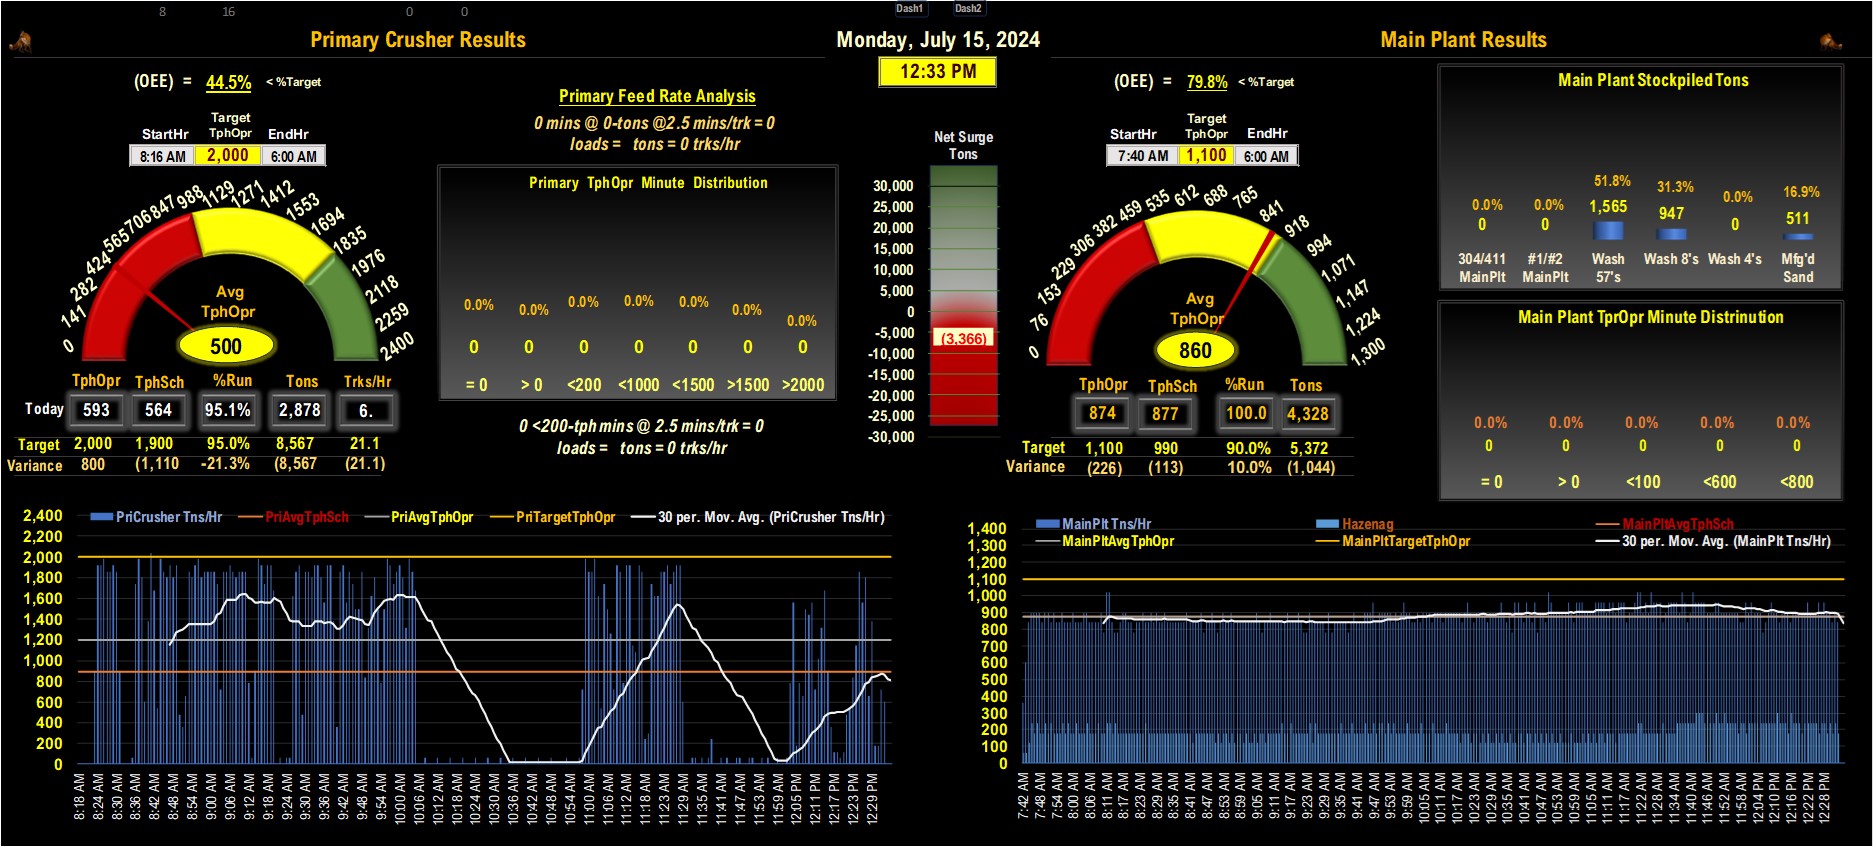 8 16 0 0 Dash1 Dash2
Primary Crusher Results
Monday, July 15, 2024
Main Plant Results
12:33 PM
(OEE) = 44.5% < %Target
Target
StartHr TphOpr EndHr
8:16 AM 2,000 6:00 AM
0 141 282 424 565 706 847 988 1129 1271 1412 1553 1694 1835 1976 2118 2259 2400
Avg
TphOpr
500
TphOpr TphSch %Run Tons Trks/Hr
Today 593 564 95.1% 2,878 6.
Target 2,000 1,900 95.0% 8,567 21.1
Variance 800 (1,110 -21.3% (8,567 (21.1)
Primary Feed Rate Analysis
0 mins @ 0-tons @2.5 mins/trk = 0
loads = tons = 0 trks/hr
Primary TphOpr Minute Distribution
0.0% 0.0% 0.0% 0.0% 0.0% 0.0% 0.0%
0 0 0 0 0 0 0
= 0 > 0 <200 <1000 <1500 >1500 >2000
0 <200-tph mins @ 2.5 mins/trk = 0
loads = tons = 0 trks/hr
Net Surge
Tons
30,000
25,000
20,000
15,000
10,000
5,000
0
-5,000
(3,366)
-10,000
-15,000
-20,000
-25,000
-30,000
(OEE) = 79.8% < %Target
Target
StartHr TphOpr EndHr
7:40 AM 1,100 6:00 AM
0 76 153 229 306 382 459 535 612 688 765 841 918 994 1,071 1,147 1,224 1,300
Avg
TphOpr
860
TphOpr TphSch %Run Tons
874 877 100.0 4,328
Target 1,100 990 90.0% 5,372
Variance (226) (113) 10.0% (1,044)
Main Plant Stockpiled Tons
0.0% 0.0% 51.8% 31.3% 0.0% 16.9%
0 0 1,565 947 0 511
304/411 #1/#2 Wash Wash 8's Wash 4's Mfg'd
MainPlt MainPlt 57's Sand
Main Plant TprOpr Minute Distrinution
0.0% 0.0% 0.0% 0.0% 0.0%
0 0 0 0 0
= 0 > 0 <100 <600 <800
PriCrusher Tns/Hr PriAvgTphSch PriAvgTphOpr PriTargetTphOpr 30 per. Mov. Avg. (PriCrusher Tns/Hr)
2,400
2,200
2,000
1,800
1,600
1,400
1,200
1,000
800
600
400
200
0
8:18 AM 8:24 AM 8:30 AM 8:36 AM 8:42 AM 8:48 AM 8:54 AM 9:00 AM 9:06 AM 9:12 AM 9:18 AM 9:24 AM 9:30 AM 9:36 AM 9:42 AM 9:48 AM 9:54 AM 10:00 AM 10:06 AM 10:12 AM 10:18 AM 10:24 AM 10:30 AM 10:36 AM 10:42 AM 10:48 AM 10:54 AM 11:00 AM 11:06 AM 11:12 AM 11:18 AM 11:23 AM 11:29 AM 11:35 AM 11:41 AM 11:47 AM 11:53 AM 11:59 AM 12:05 PM 12:11 PM 12:17 PM 12:23 PM 12:29 PM
MainPlt Tns/Hr Hazenag MainPltAvgTphSch
MainPltAvgTphOpr MainPltTargetTphOpr 30 per. Mov. Avg. (MainPlt Tns/Hr)
1,400
1,300
1,200
1,100
1,000
900
800
700
600
500
400
300
200
100
0
7:42 AM 7:48 AM 7:54 AM 8:00 AM 8:06 AM 8:11 AM 8:17 AM 8:23 AM 8:29 AM 8:35 AM 8:41 AM 8:47 AM 8:53 AM 8:59 AM 9:05 AM 9:11 AM 9:17 AM 9:23 AM 9:29 AM 9:35 AM 9:41 AM 9:47 AM 9:53 AM 9:59 AM 10:05 AM 10:11 AM 10:17 AM 10:23 AM 10:29 AM 10:35 AM 10:41 AM 10:47 AM 10:53 AM 10:59 AM 11:05 AM 11:10 AM 11:16 AM 11:22 AM 11:28 AM 11:34 AM 11:40 AM 11:46 AM 11:52 AM 11:58 AM 12:04 PM 12:10 PM 12:16 PM 12:22 PM 12:28 PM